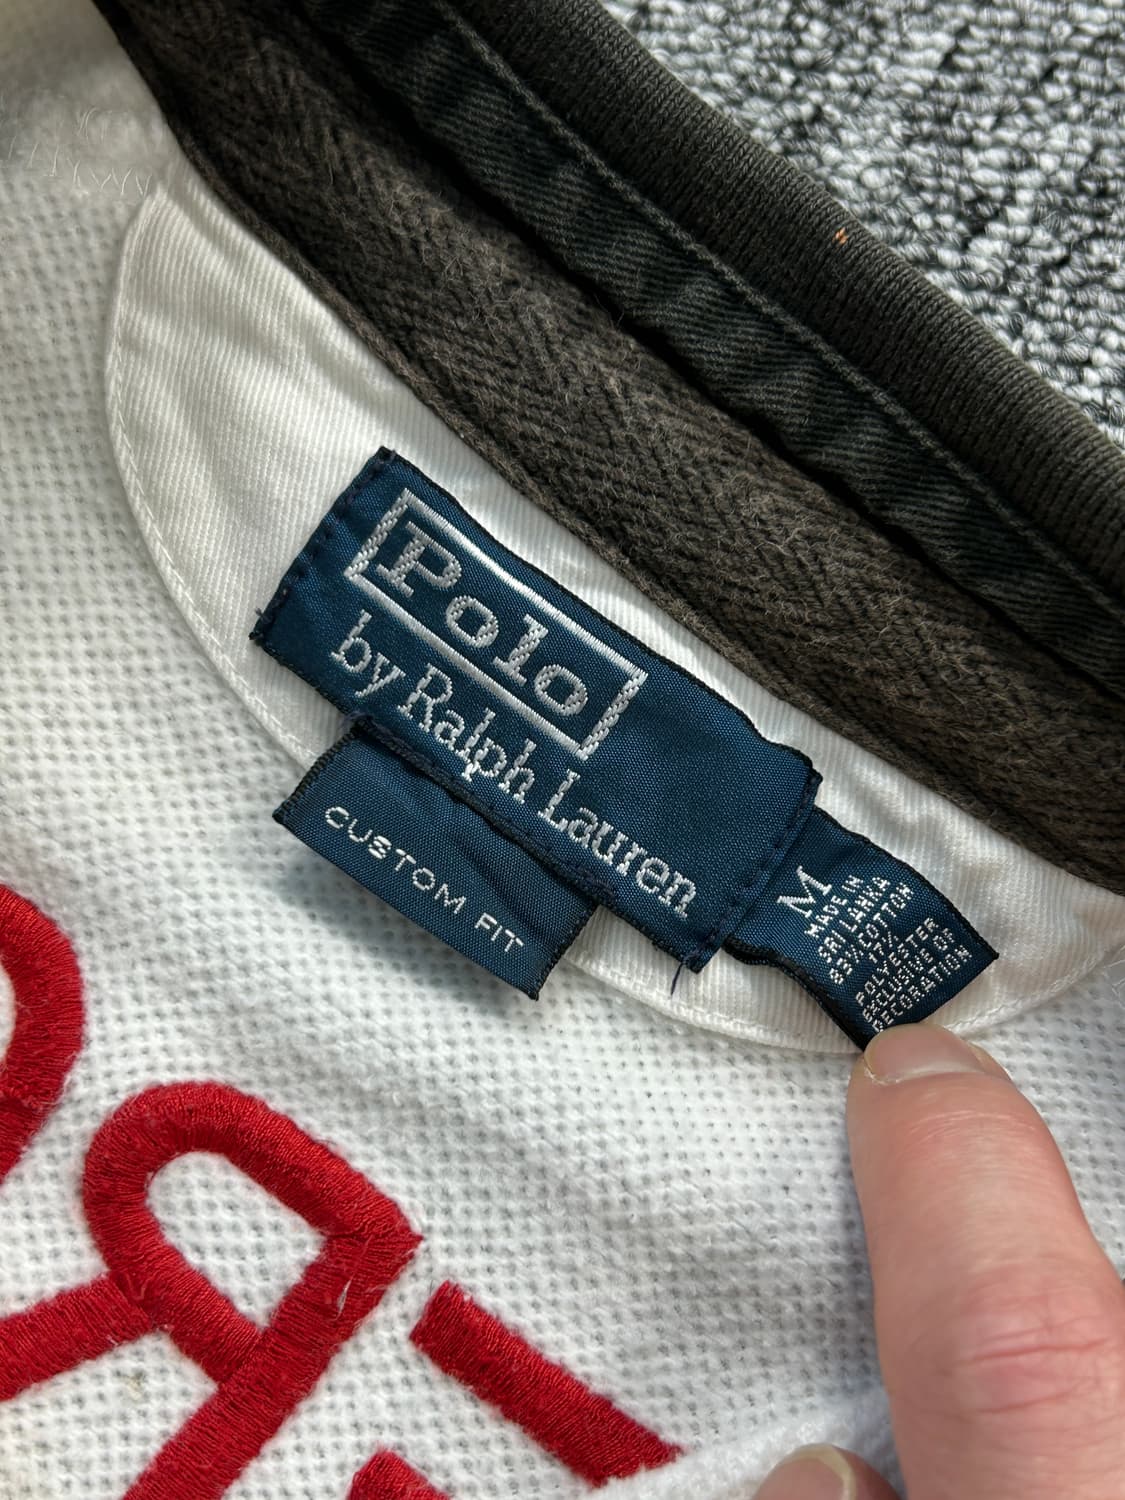 Polo
by Ralph Lauren
CUSTOM FIT
M
MADE IN
SRI LANKA
83% COTTON
17%
POLYESTER
EXCLUSIVE OF
DECORATION